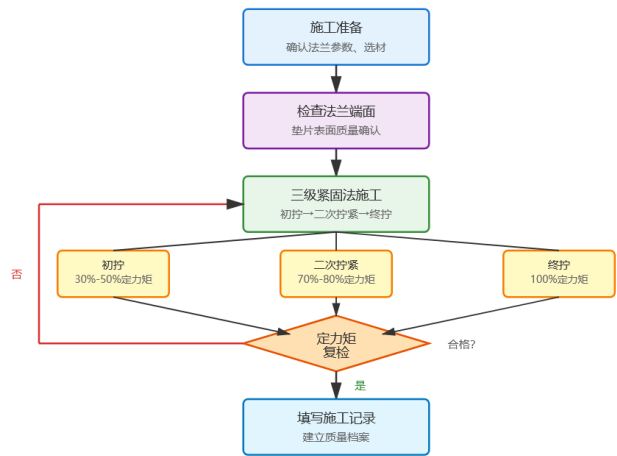 施工准备
确认法兰参数、选材
检查法兰端面
垫片表面质量确认
三级紧固法施工
初拧→二次拧紧→终拧
初拧
30%-50%定力矩
二次拧紧
70%-80%定力矩
终拧
100%定力矩
否
定力矩
复检
合格?
是
填写施工记录
建立质量档案